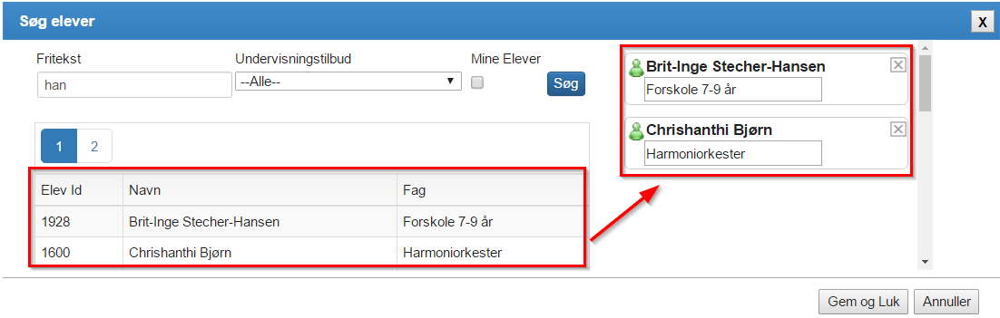 Søg elever
X
Fritekst
Undervisningstilbud
Mine Elever
han
--Alle--
Søg
1
2
Elev Id
Navn
Fag
1928
Brit-Inge Stecher-Hansen
Forskole 7-9 år
1600
Chrishanthi Bjørn
Harmoniorkester
Brit-Inge Stecher-Hansen
Forskole 7-9 år
Chrishanthi Bjørn
Harmoniorkester
Gem og Luk
Annuller